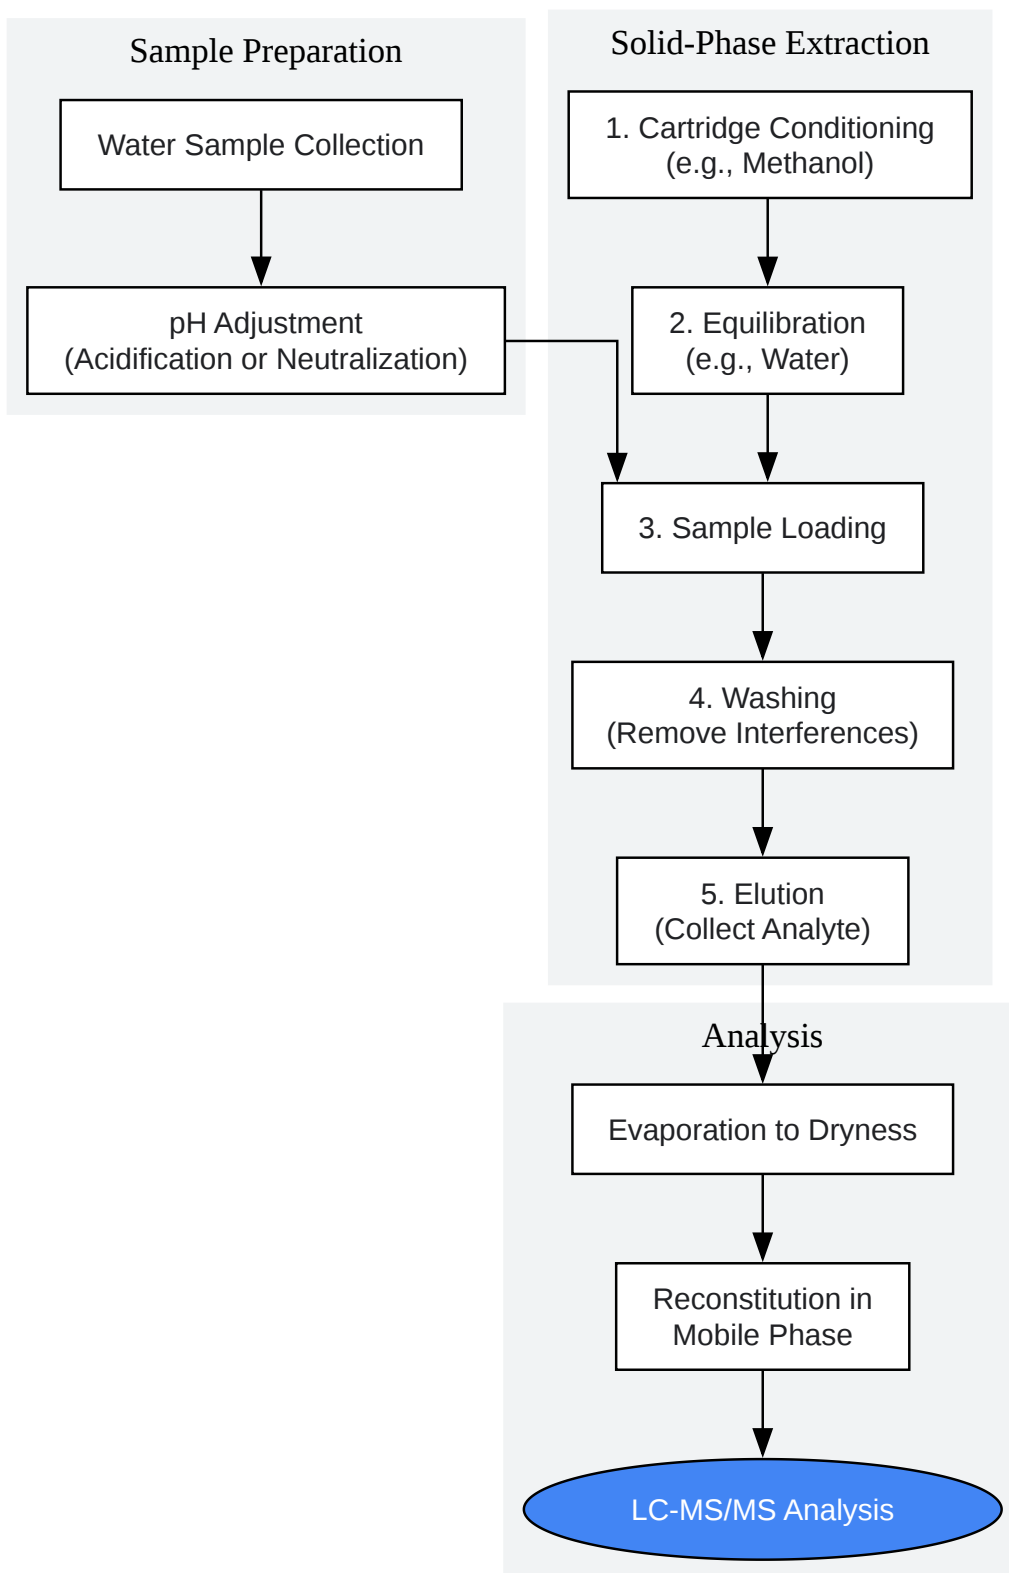 Sample Preparation
Water Sample Collection
pH Adjustment
(Acidification or Neutralization)
Solid-Phase Extraction
1. Cartridge Conditioning
(e.g., Methanol)
2. Equilibration
(e.g., Water)
3. Sample Loading
4. Washing
(Remove Interferences)
5. Elution
(Collect Analyte)
Analysis
Evaporation to Dryness
Reconstitution in
Mobile Phase
LC-MS/MS Analysis